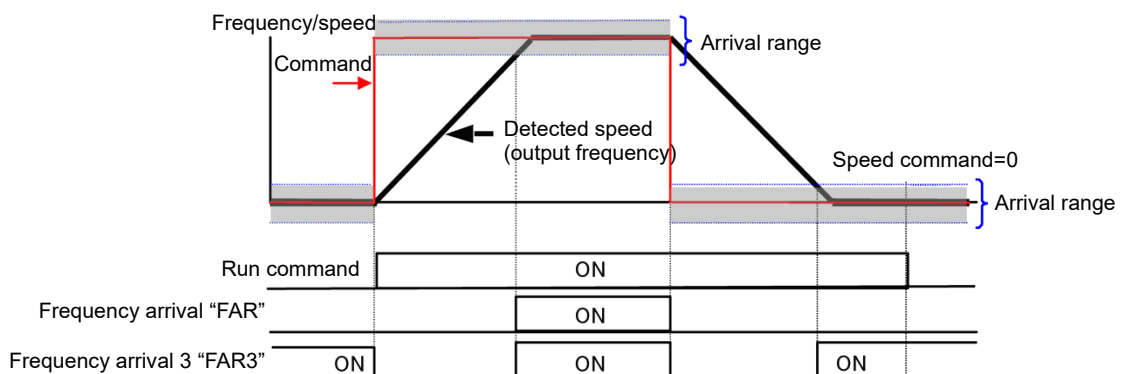 Frequency/speed
Arrival range
Command
Detected speed
(output frequency)
Speed command=0
Arrival range
Run command
ON
Frequency arrival “FAR”
ON
Frequency arrival 3 “FAR3”
ON
ON
ON